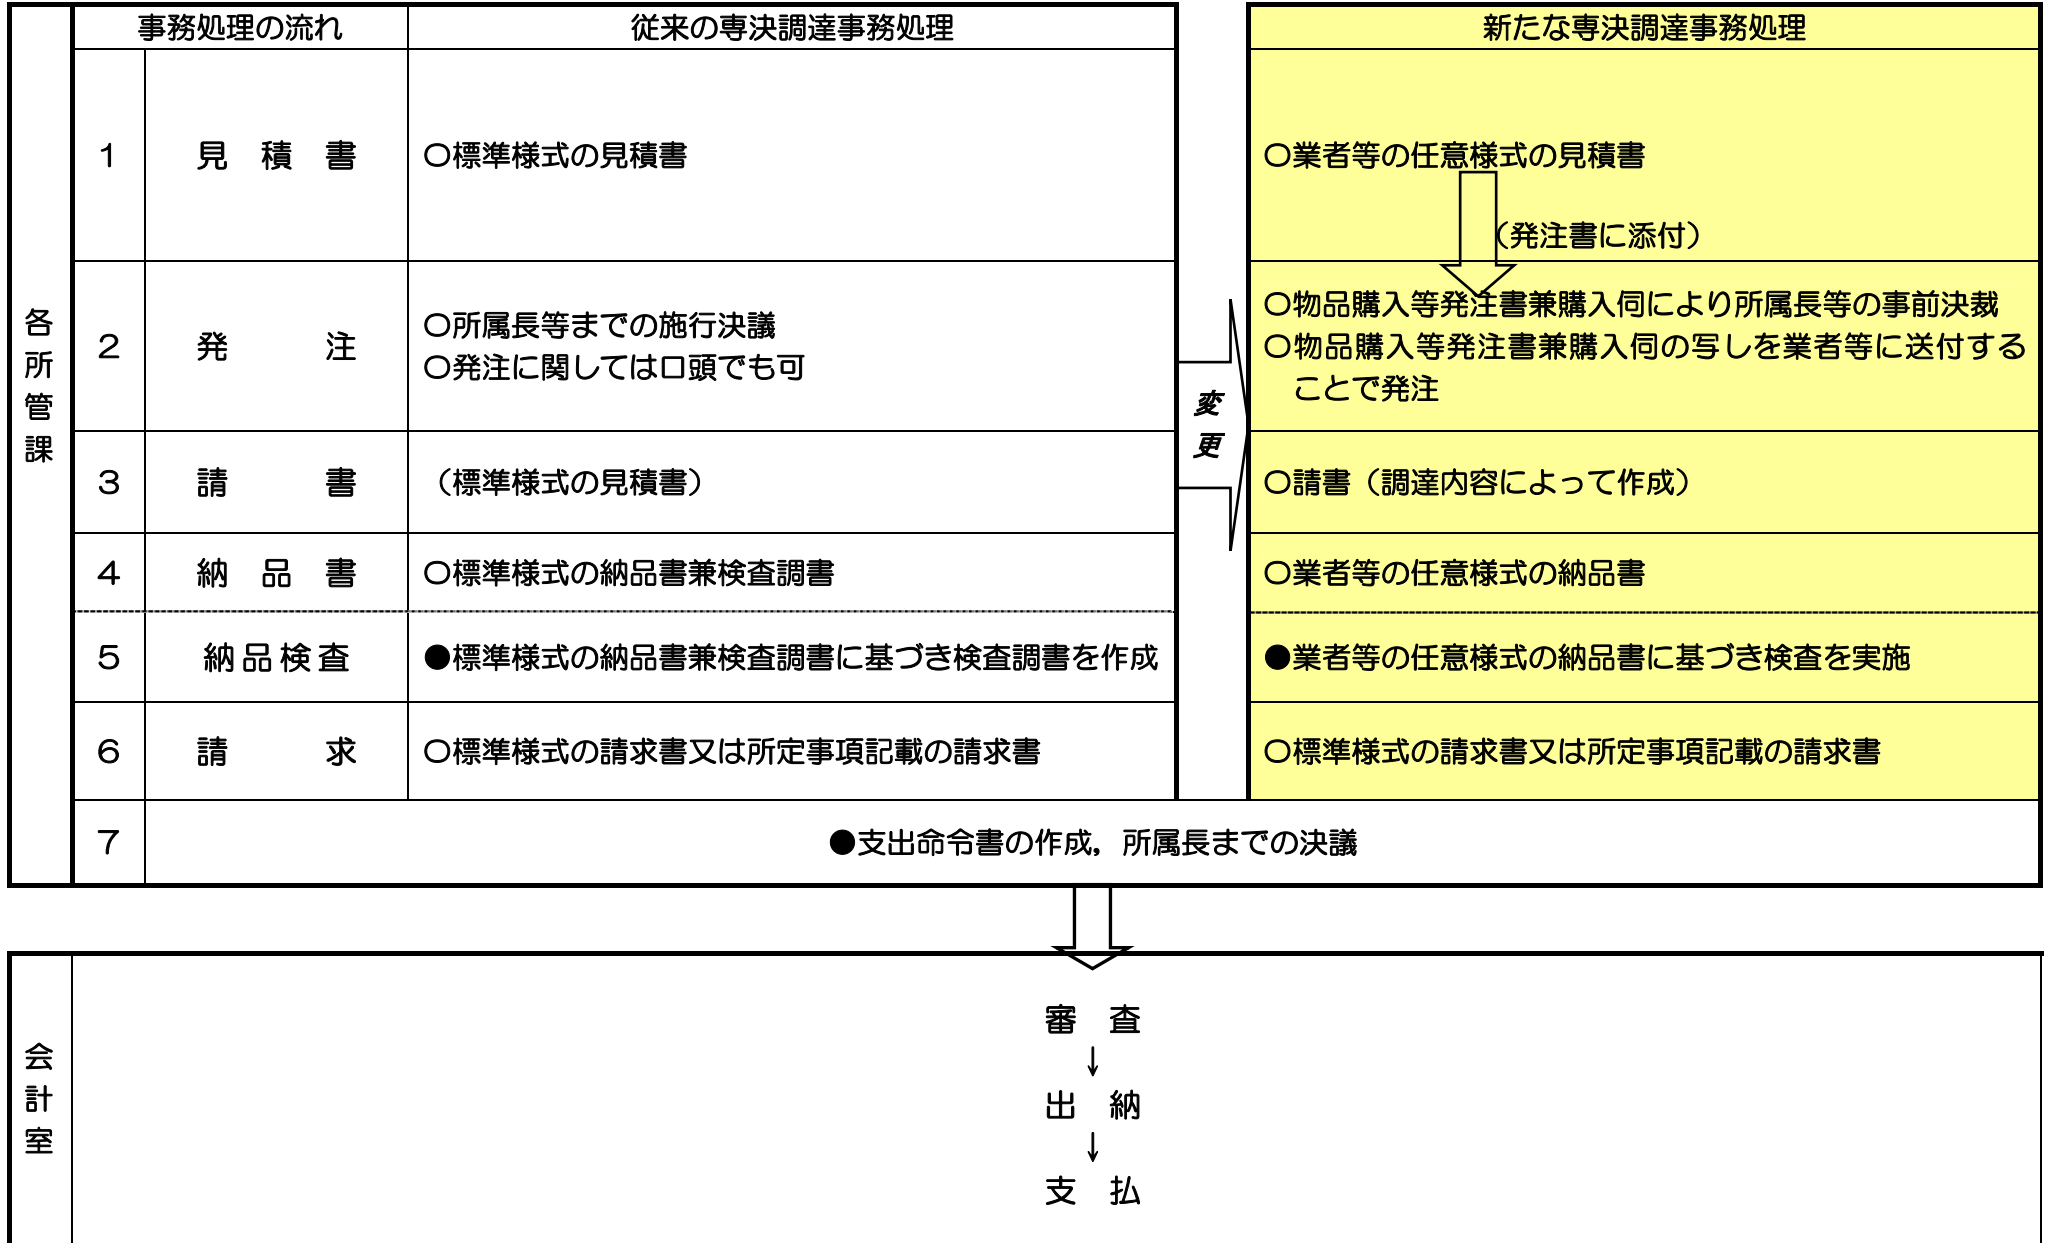 事務処理の流れ
従来の専決調達事務処理
新たな専決調達事務処理
各所管課
1
見積書
〇標準様式の見積書
〇業者等の任意様式の見積書
（発注書に添付）
2
発注
〇所属長等までの施行決議
〇発注に関しては口頭でも可
変更
〇物品購入等発注書兼購入伺により所属長等の事前決裁
〇物品購入等発注書兼購入伺の写しを業者等に送付する
ことで発注
3
請書
（標準様式の見積書）
〇請書（調達内容によって作成）
4
納品書
〇標準様式の納品書兼検査調書
〇業者等の任意様式の納品書
5
納品検査
●標準様式の納品書兼検査調書に基づき検査調書を作成
●業者等の任意様式の納品書に基づき検査を実施
6
請求
〇標準様式の請求書又は所定事項記載の請求書
〇標準様式の請求書又は所定事項記載の請求書
7
●支出命令書の作成，所属長までの決議
会計室
審査
↓
出納
↓
支払